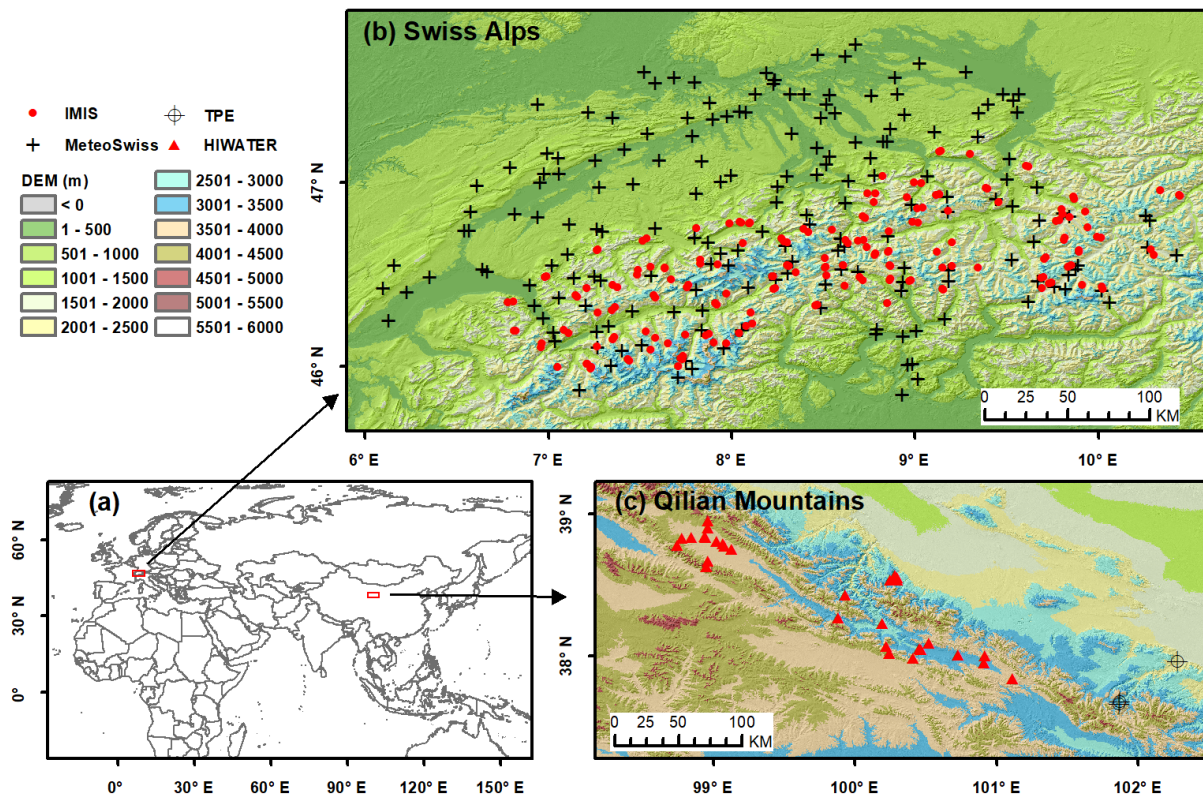 (b) Swiss Alps
IMIS
TPE
MeteoSwiss
HIWATER
DEM (m)
< 0
1 - 500
501 - 1000
1001 - 1500
1501 - 2000
2001 - 2500
2501 - 3000
3001 - 3500
3501 - 4000
4001 - 4500
4501 - 5000
5001 - 5500
5501 - 6000
47° N
46° N
0 25 50 100
KM
6° E 7° E 8° E 9° E 10° E
(a)
60° N
30° N
0°
0° 30° E 60° E 90° E 120° E 150° E
(c) Qilian Mountains
39° N
38° N
0 25 50 100
KM
99° E 100° E 101° E 102° E